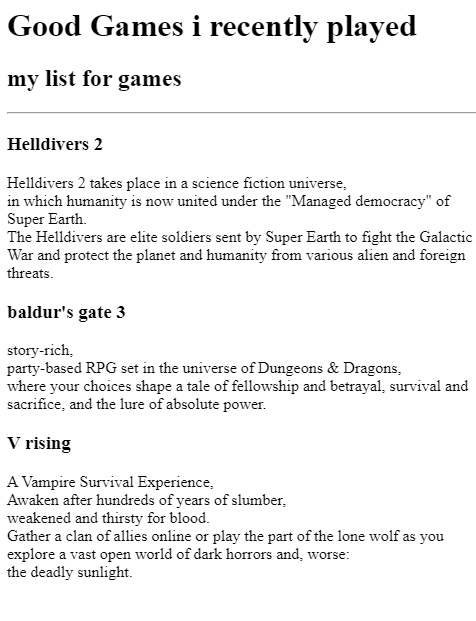 Good Games i recently played
my list for games
Helldivers 2
Helldivers 2 takes place in a science fiction universe,
in which humanity is now united under the "Managed democracy" of
Super Earth.
The Helldivers are elite soldiers sent by Super Earth to fight the Galactic
War and protect the planet and humanity from various alien and foreign
threats.
baldur's gate 3
story-rich,
party-based RPG set in the universe of Dungeons & Dragons,
where your choices shape a tale of fellowship and betrayal, survival and
sacrifice, and the lure of absolute power.
V rising
A Vampire Survival Experience,
Awaken after hundreds of years of slumber,
weakened and thirsty for blood.
Gather a clan of allies online or play the part of the lone wolf as you
explore a vast open world of dark horrors and, worse:
the deadly sunlight.